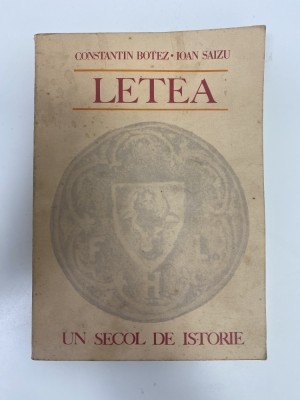 CONSTANTIN BOTEZ • IOAN SAIZU
LETEA
F L
H
UN SECOL DE ISTORIE